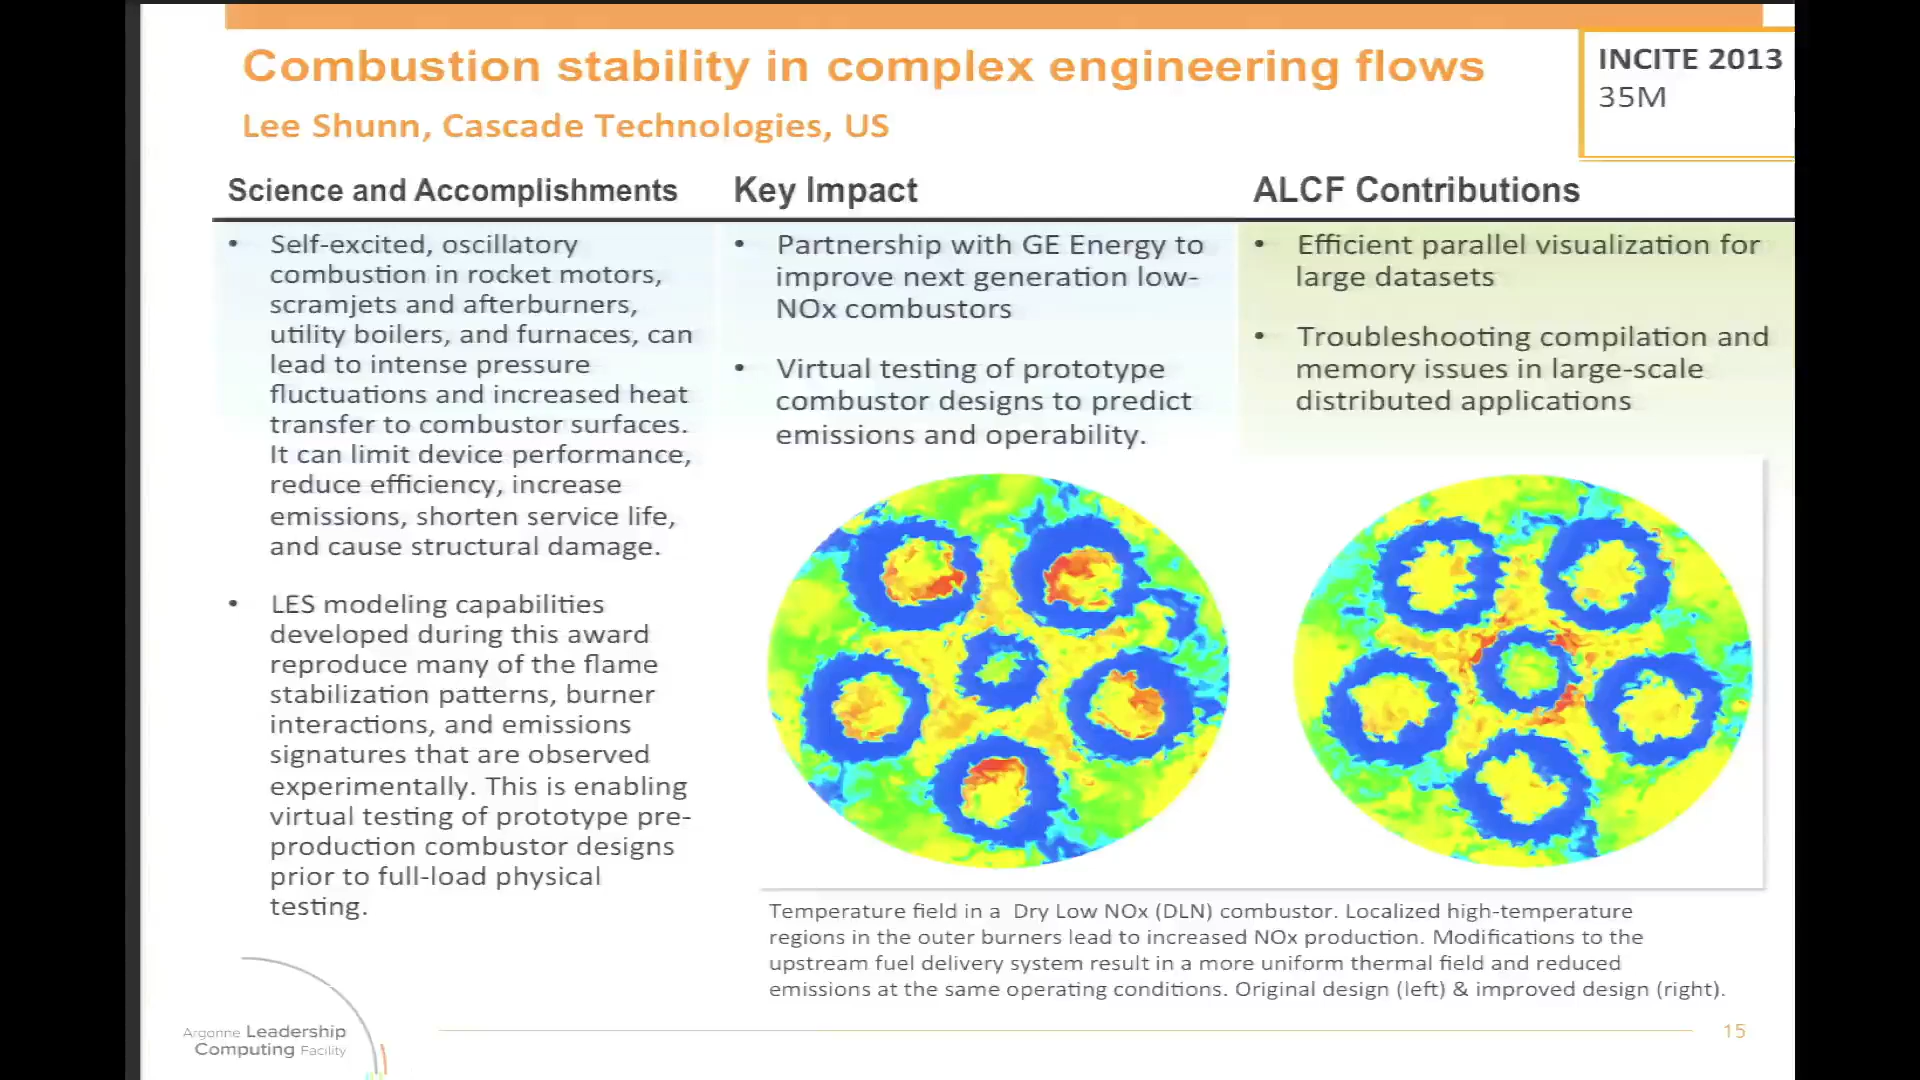 Combustion stability in complex engineering flows
Lee Shunn, Cascade Technologies, US
INCITE 2013
35M
Science and Accomplishments
• Self-excited, oscillatory
combustion in rocket motors,
scramjets and afterburners,
utility boilers, and furnaces, can
lead to intense pressure
fluctuations and increased heat
transfer to combustor surfaces.
It can limit device performance,
reduce efficiency, increase
emissions, shorten service life,
and cause structural damage.
• LES modeling capabilities
developed during this award
reproduce many of the flame
stabilization patterns, burner
interactions, and emissions
signatures that are observed
experimentally. This is enabling
virtual testing of prototype pre-
production combustor designs
prior to full-load physical
testing.
Key Impact
• Partnership with GE Energy to
improve next generation low-
NOx combustors
• Virtual testing of prototype
combustor designs to predict
emissions and operability.
ALCF Contributions
• Efficient parallel visualization for
large datasets
• Troubleshooting compilation and
memory issues in large-scale
distributed applications
Temperature field in a Dry Low NOx (DLN) combustor. Localized high-temperature
regions in the outer burners lead to increased NOx production. Modifications to the
upstream fuel delivery system result in a more uniform thermal field and reduced
emissions at the same operating conditions. Original design (left) & improved design (right).
Argonne Leadership
Computing Facility
15